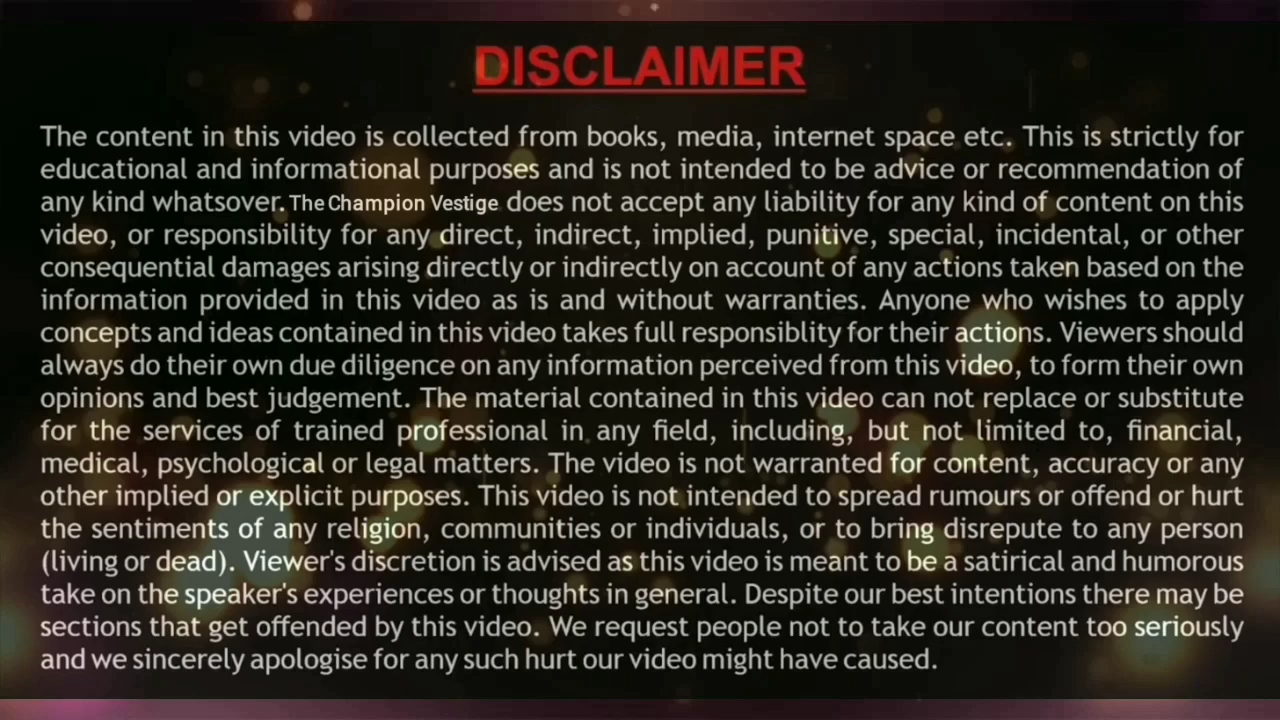 DISCLAIMER
The content in this video is collected from books, media, internet space etc. This is strictly for
educational and informational purposes and is not intended to be advice or recommendation of
any kind whatsover. The Champion Vestige does not accept any liability for any kind of content on this
video, or responsibility for any direct, indirect, implied, punitive, special, incidental, or other
consequential damages arising directly or indirectly on account of any actions taken based on the
information provided in this video as is and without warranties. Anyone who wishes to apply
concepts and ideas contained in this video takes full responsiblity for their actions. Viewers should
always do their own due diligence on any information perceived from this video, to form their own
opinions and best judgement. The material contained in this video can not replace or substitute
for the services of trained professional in any field, including, but not limited to, financial,
medical, psychological or legal matters. The video is not warranted for content, accuracy or any
other implied or explicit purposes. This video is not intended to spread rumours or offend or hurt
the sentiments of any religion, communities or individuals, or to bring disrepute to any person
(living or dead). Viewer's discretion is advised as this video is meant to be a satirical and humorous
take on the speaker's experiences or thoughts in general. Despite our best intentions there may be
sections that get offended by this video. We request people not to take our content too seriously
and we sincerely apologise for any such hurt our video might have caused.